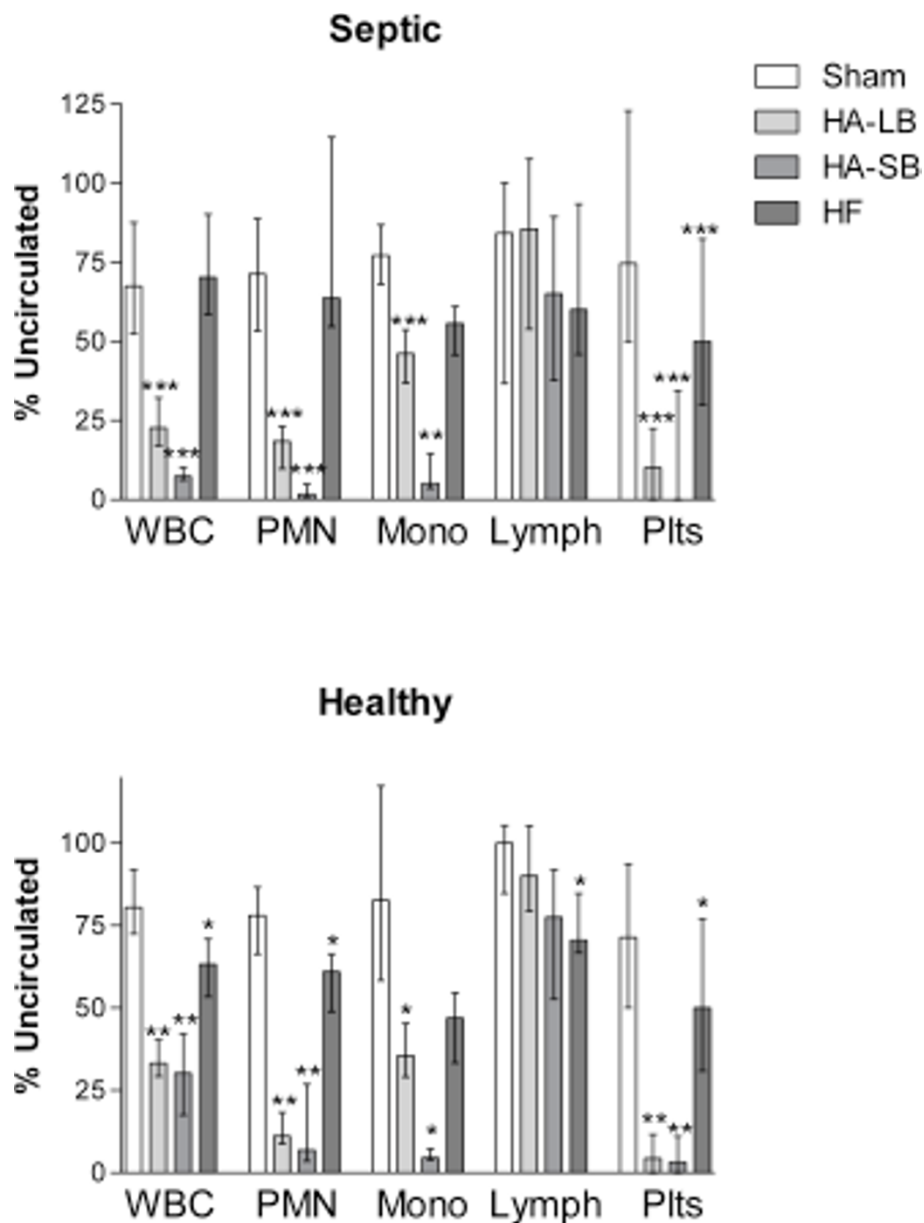 Septic
Sham
HA-LB
HA-SB
HF
% Uncirculated
125
100
75
50
25
0
*** *** *** *** *** ** *** *** ***
WBC PMN Mono Lymph Plts
Healthy
% Uncirculated
100
75
50
25
0
** ** * ** ** * * * * ** ** *
WBC PMN Mono Lymph Plts